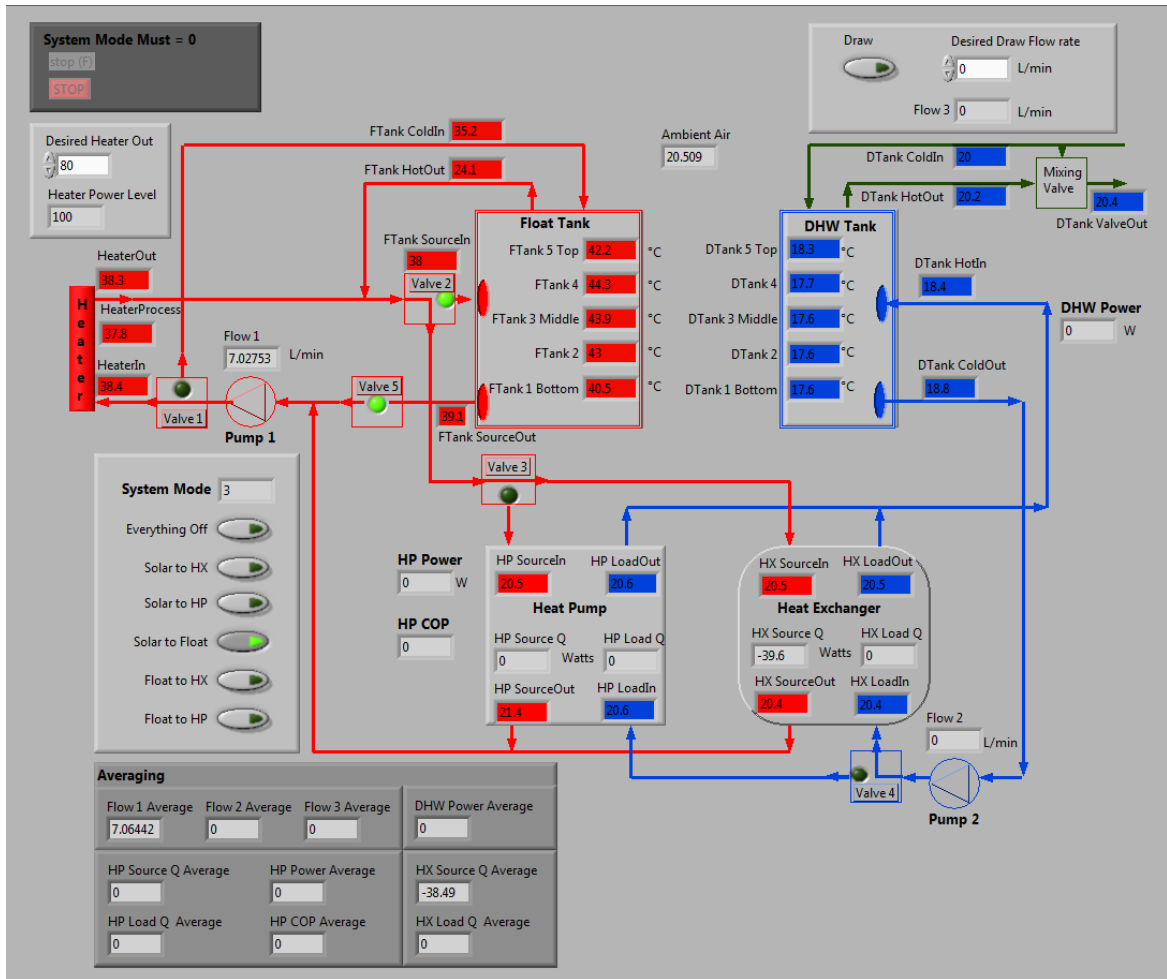 System Mode Must = 0
stop (F)
STOP
Draw
Desired Draw Flow rate
0 L/min
Flow 3 0 L/min
Desired Heater Out
80
Heater Power Level
100
FTank ColdIn 35.2
FTank HotOut 24.1
Ambient Air
20.509
DTank ColdIn 20
DTank HotOut 20.2
Mixing
Valve
20.4
DTank ValveOut
FTank SourceIn
38
Valve 2
Float Tank
FTank 5 Top 42.2 °C
FTank 4 44.3 °C
FTank 3 Middle 43.9 °C
FTank 2 43 °C
FTank 1 Bottom 40.5 °C
DHW Tank
DTank 5 Top 18.3 °C
DTank 4 17.7 °C
DTank 3 Middle 17.6 °C
DTank 2 17.6 °C
DTank 1 Bottom 17.6 °C
DTank HotIn
18.4
DHW Power
0 W
DTank ColdOut
18.8
Heater
HeaterOut
38.3
HeaterProcess
37.8
HeaterIn
38.4
Valve 1
Flow 1
7.02753 L/min
Pump 1
Valve 5
39.1
FTank SourceOut
Valve 3
System Mode 3
Everything Off
Solar to HX
Solar to HP
Solar to Float
Float to HX
Float to HP
HP Power
0 W
HP COP
0
HP SourceIn HP LoadOut
20.5 20.6
Heat Pump
HP Source Q HP Load Q
0 Watts 0
HP SourceOut HP LoadIn
21.4 20.6
HX SourceIn HX LoadOut
20.5 20.5
Heat Exchanger
HX Source Q HX Load Q
-39.6 Watts 0
HX SourceOut HX LoadIn
20.4 20.4
Flow 2
0 L/min
Valve 4
Pump 2
Averaging
Flow 1 Average Flow 2 Average Flow 3 Average DHW Power Average
7.06442 0 0 0
HP Source Q Average HP Power Average HX Source Q Average
0 0 -38.49
HP Load Q Average HP COP Average HX Load Q Average
0 0 0